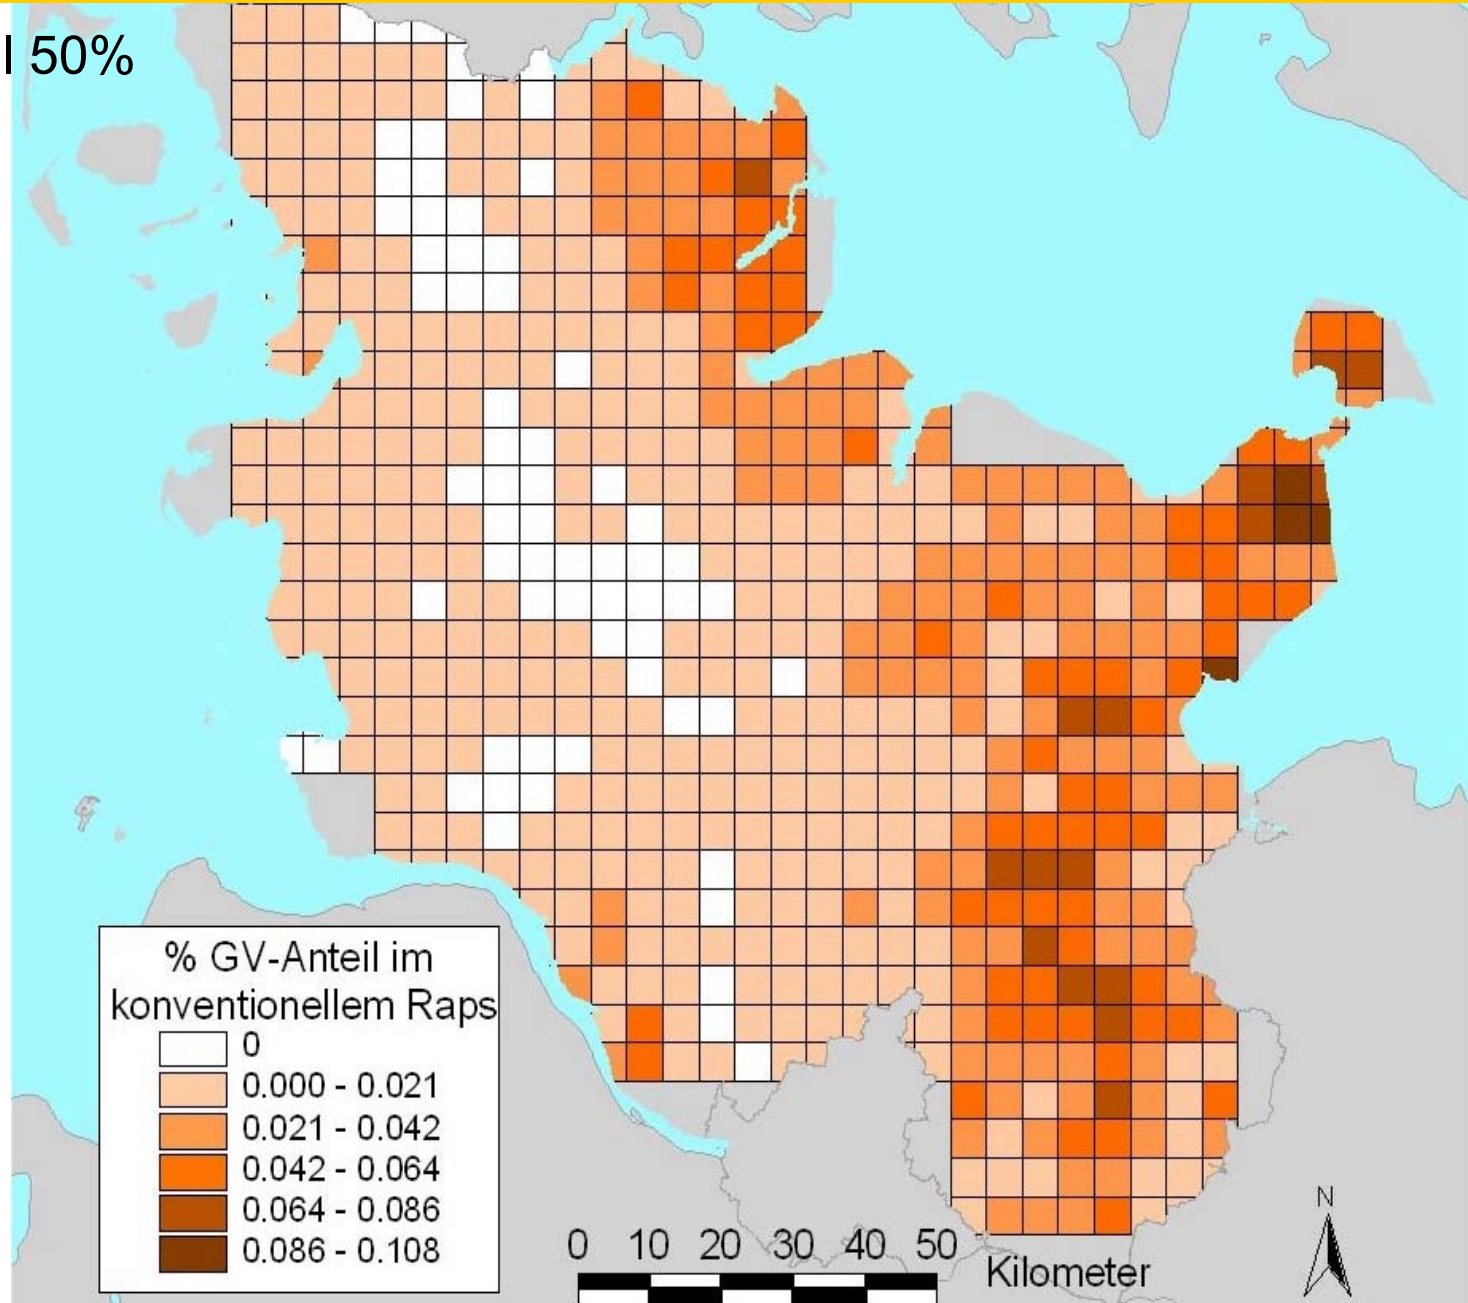 l 50%
% GV-Anteil im
konventionellem Raps
0
0.000 - 0.021
0.021 - 0.042
0.042 - 0.064
0.064 - 0.086
0.086 - 0.108
0 10 20 30 40 50
Kilometer
N